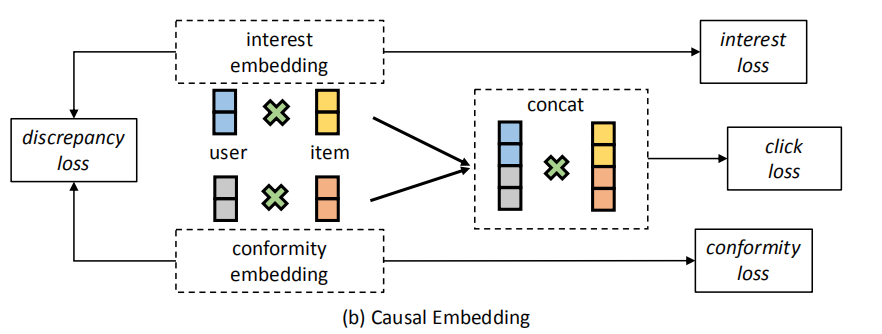 interest
embedding
interest
loss
concat
discrepancy
loss
user
item
click
loss
conformity
embedding
conformity
loss
(b) Causal Embedding